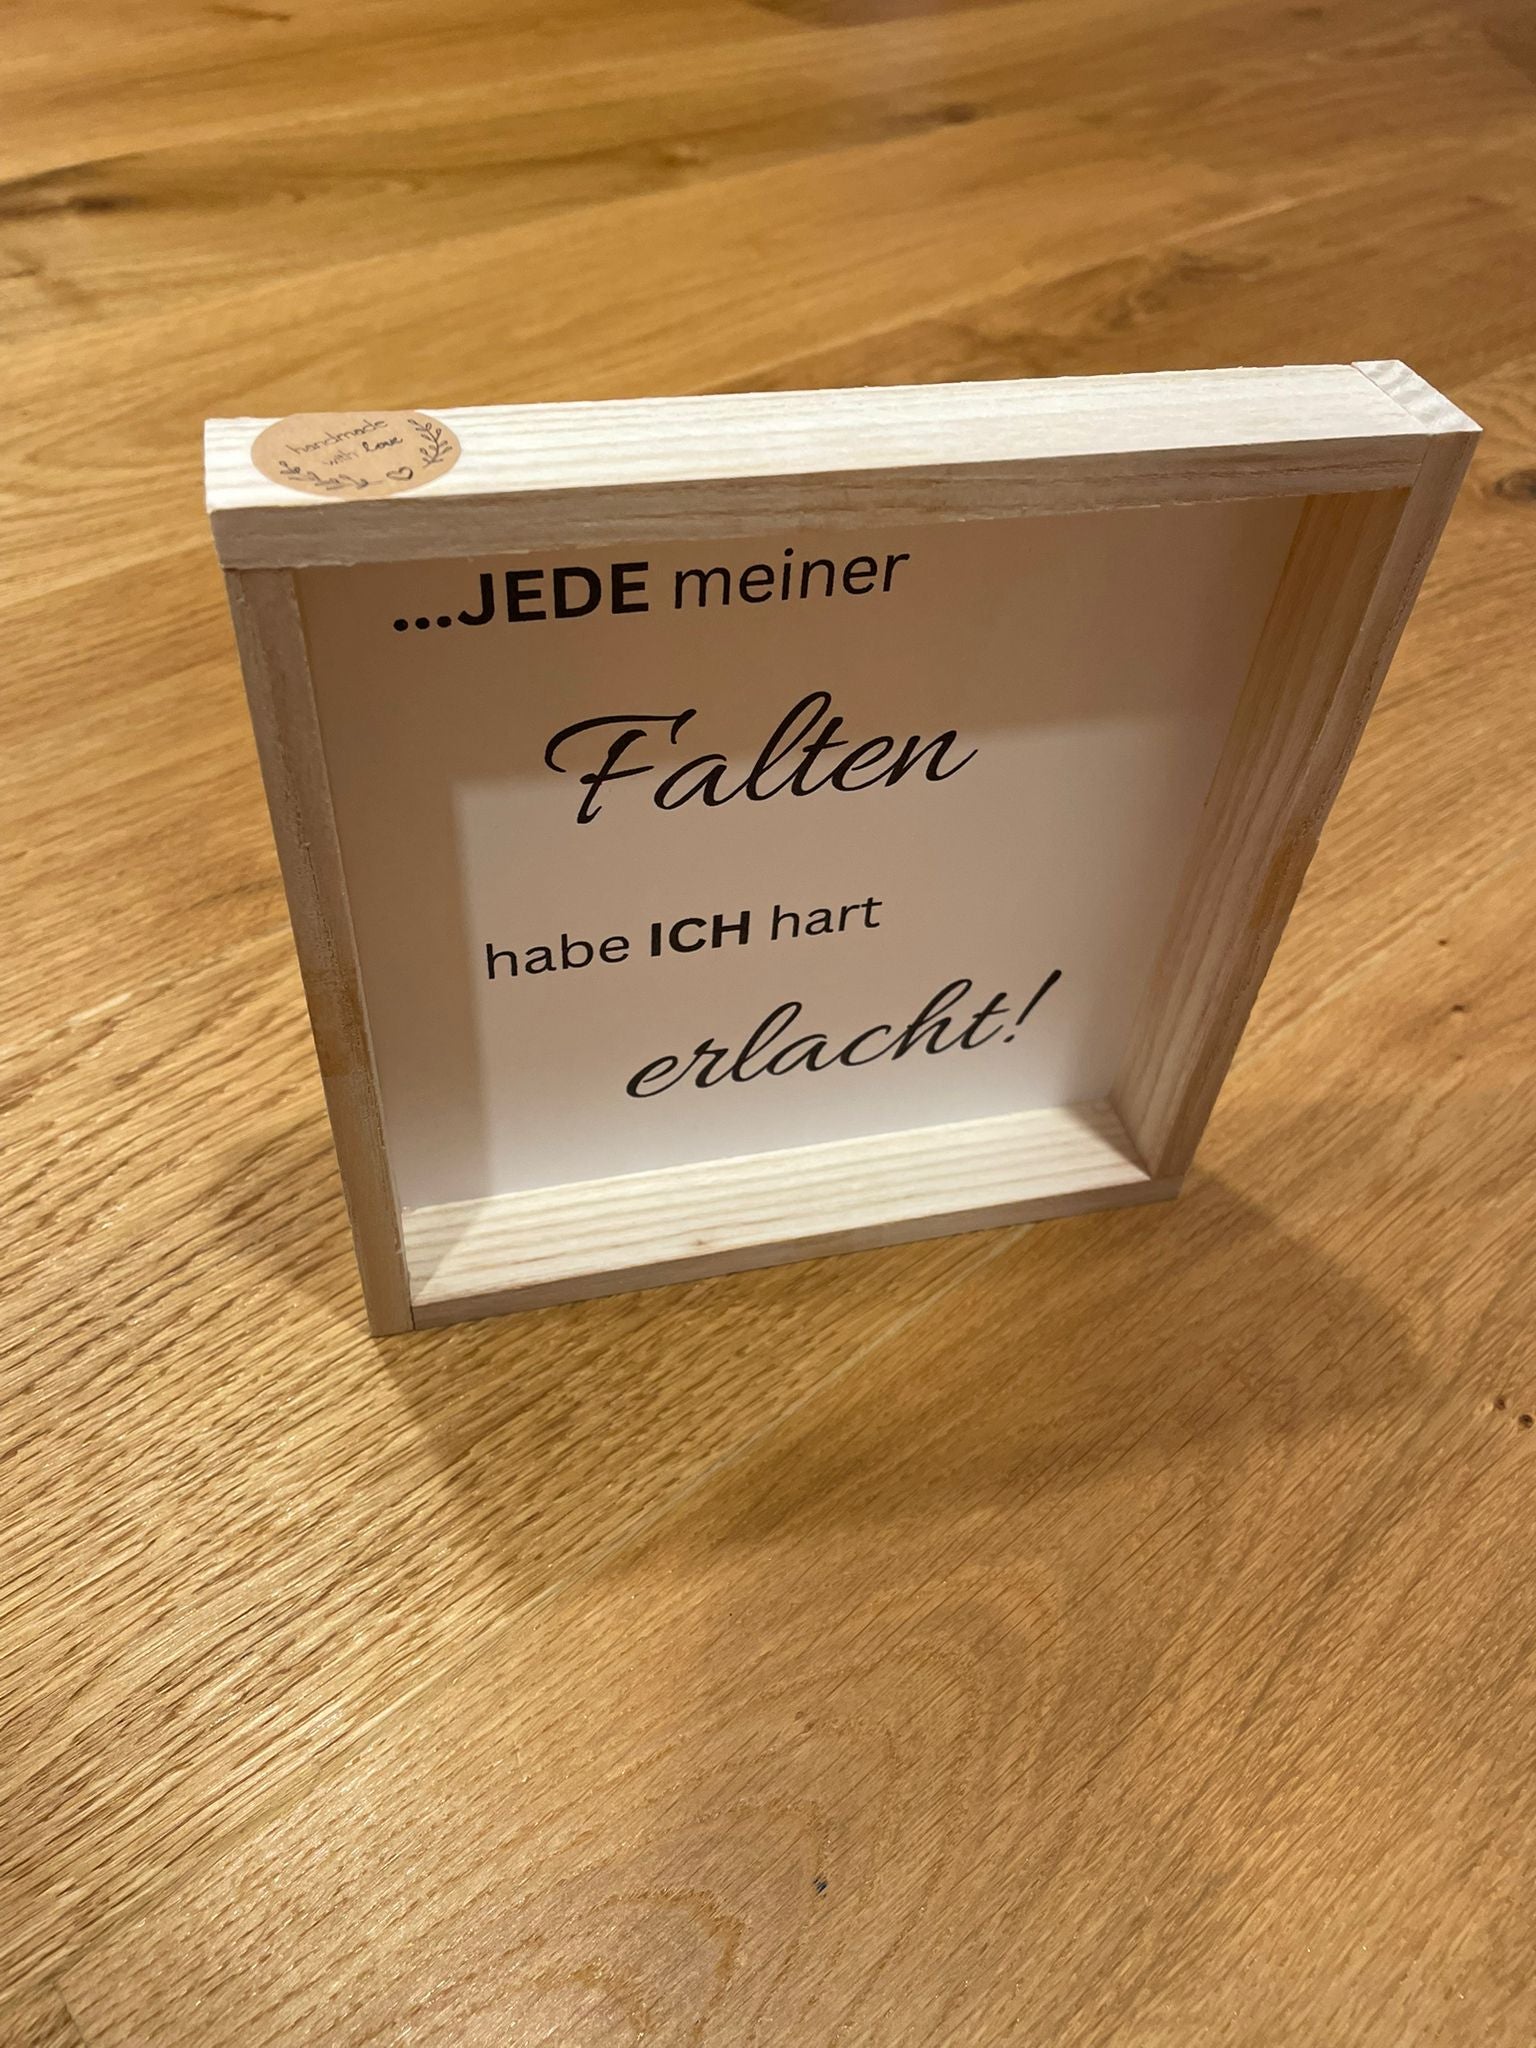 handmade
with love
...JEDE meiner
Falten
habe ICH hart
erlacht!